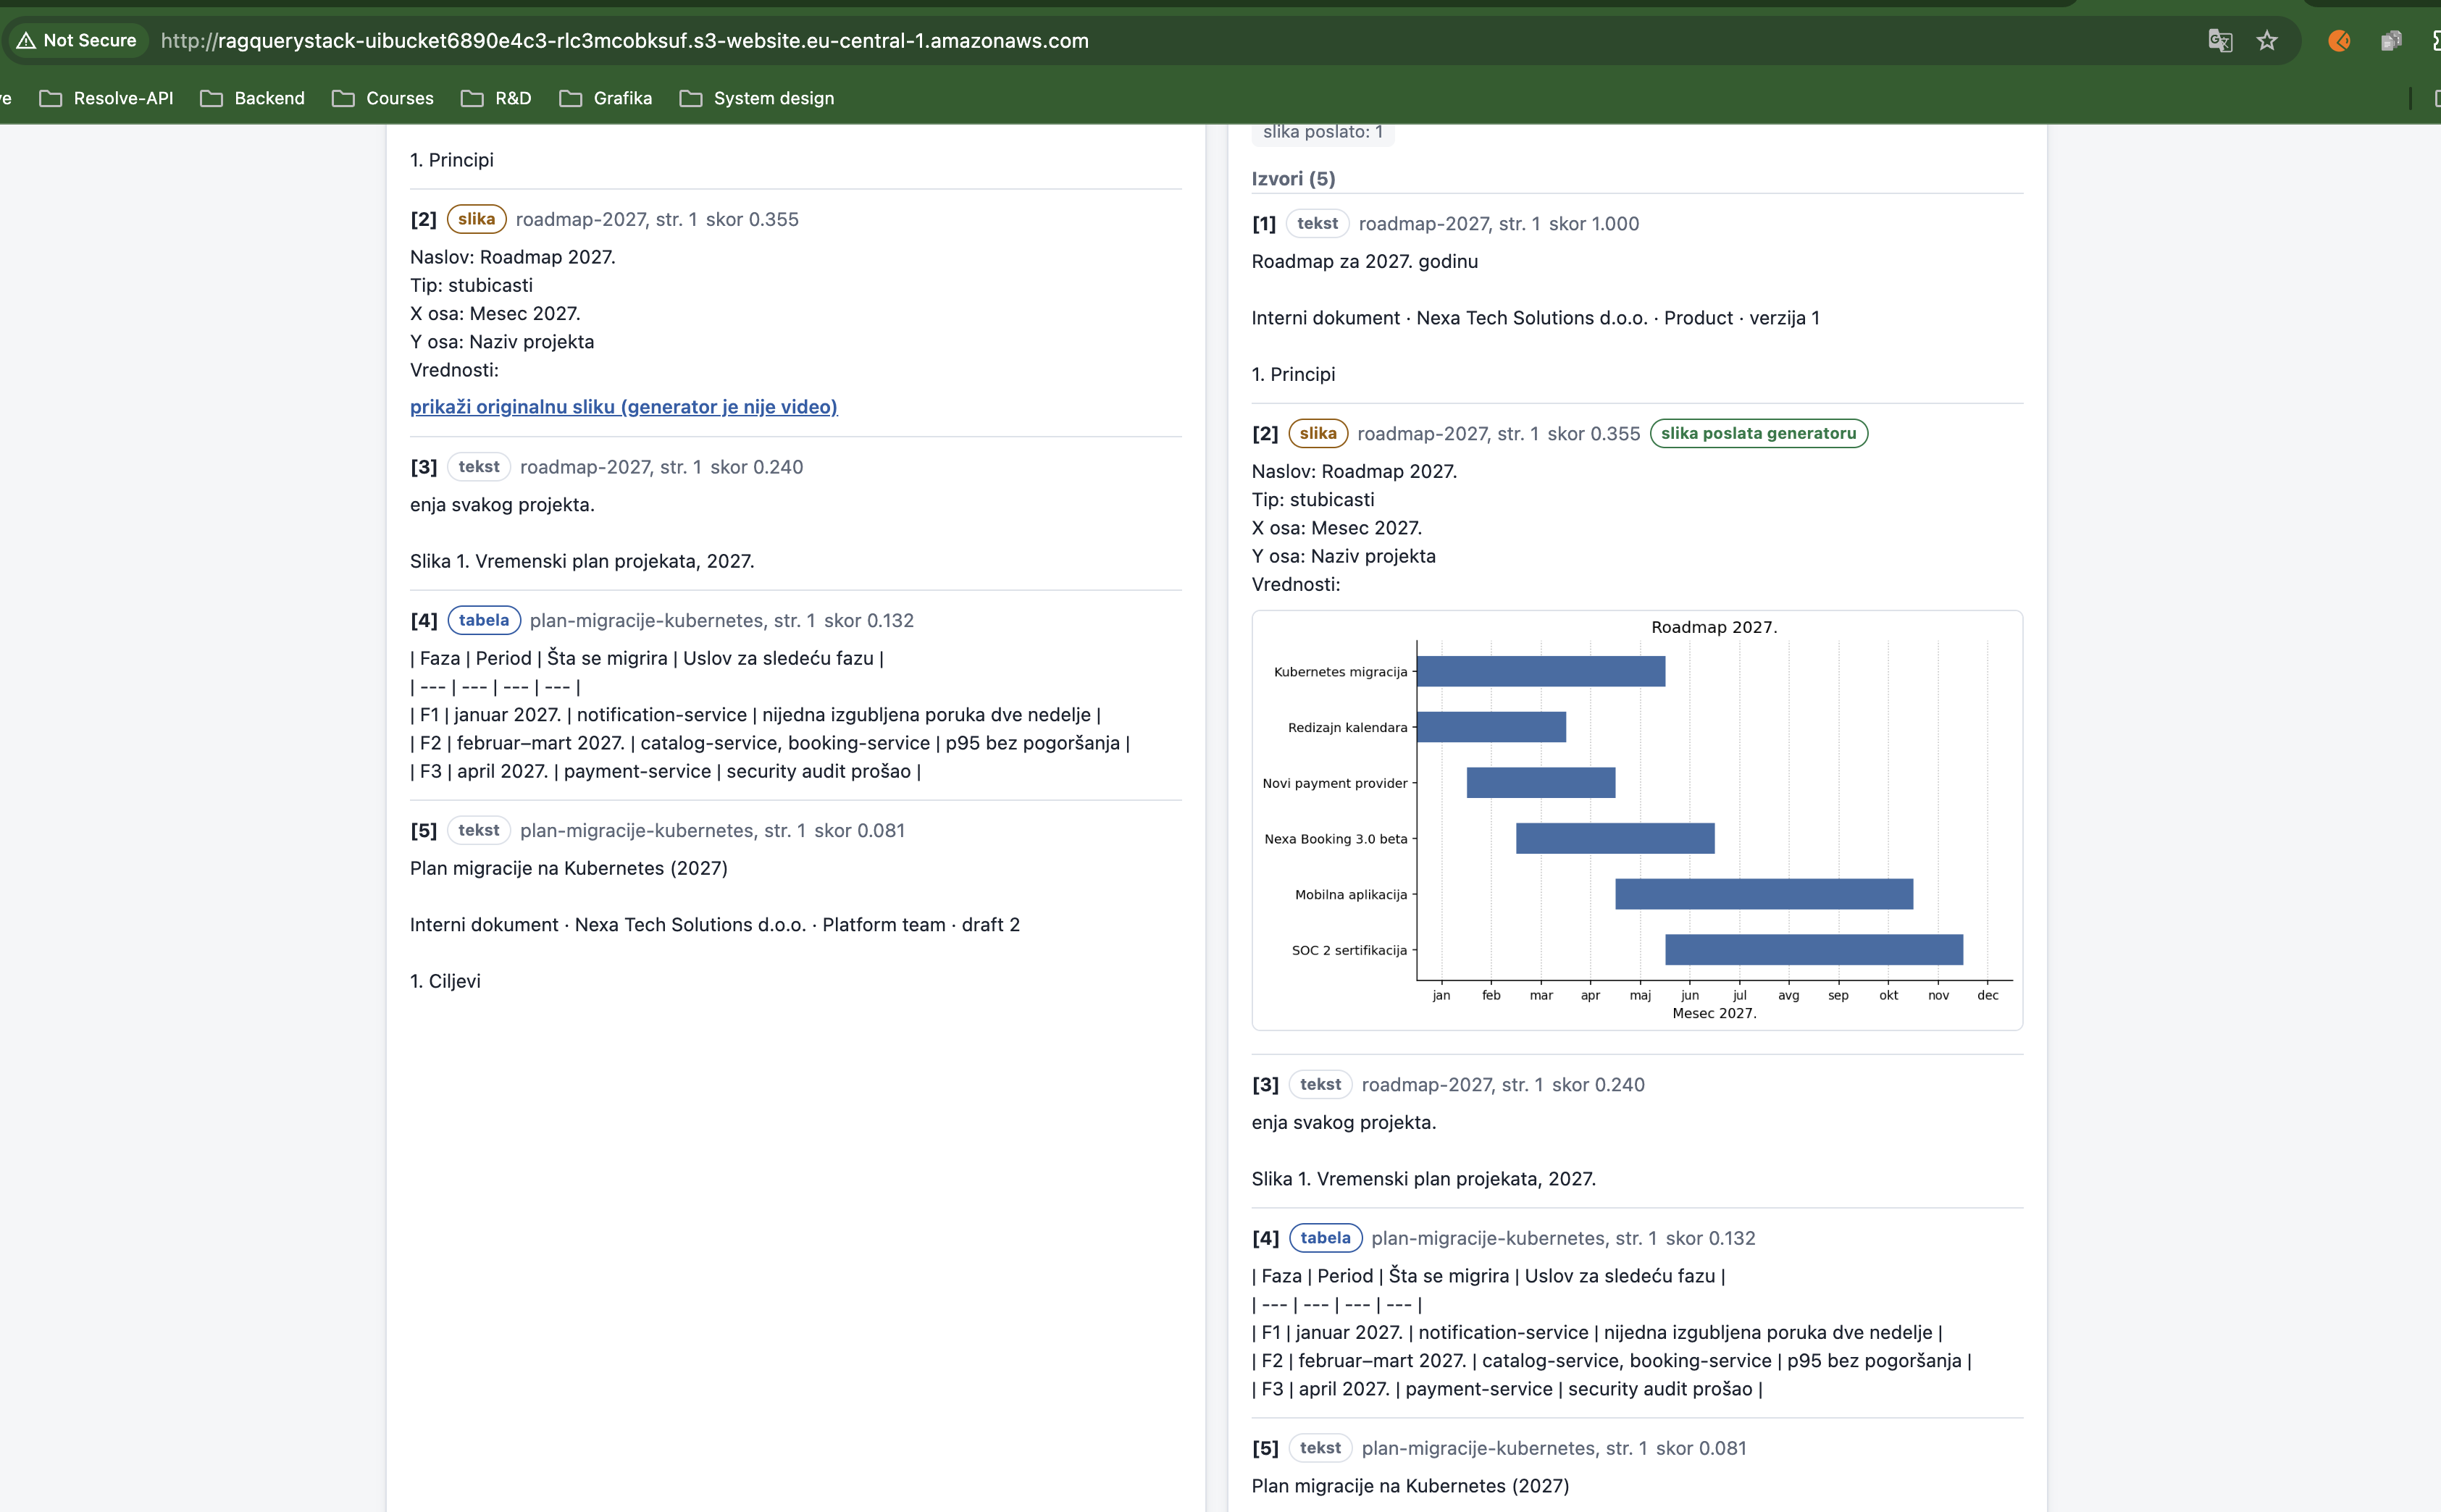 Not Secure
http://ragquerystack-uibucket6890e4c3-rlc3mcobksuf.s3-website.eu-central-1.amazonaws.com
Resolve-API
Backend
Courses
R&D
Grafika
System design
1. Principi
[2] slika roadmap-2027, str. 1 skor 0.355
Naslov: Roadmap 2027.
Tip: stubicasti
X osa: Mesec 2027.
Y osa: Naziv projekta
Vrednosti:
prikaži originalnu sliku (generator je nije video)
[3] tekst roadmap-2027, str. 1 skor 0.240
enja svakog projekta.
Slika 1. Vremenski plan projekata, 2027.
[4] tabela plan-migracije-kubernetes, str. 1 skor 0.132
| Faza | Period | Šta se migrira | Uslov za sledeću fazu |
| --- | --- | --- | --- |
| F1 | januar 2027. | notification-service | nijedna izgubljena poruka dve nedelje |
| F2 | februar–mart 2027. | catalog-service, booking-service | p95 bez pogoršanja |
| F3 | april 2027. | payment-service | security audit prošao |
[5] tekst plan-migracije-kubernetes, str. 1 skor 0.081
Plan migracije na Kubernetes (2027)
Interni dokument · Nexa Tech Solutions d.o.o. · Platform team · draft 2
1. Ciljevi
slika poslato: 1
Izvori (5)
[1] tekst roadmap-2027, str. 1 skor 1.000
Roadmap za 2027. godinu
Interni dokument · Nexa Tech Solutions d.o.o. · Product · verzija 1
1. Principi
[2] slika roadmap-2027, str. 1 skor 0.355 slika poslata generatoru
Naslov: Roadmap 2027.
Tip: stubicasti
X osa: Mesec 2027.
Y osa: Naziv projekta
Vrednosti:
Roadmap 2027.
Kubernetes migracija
Redizajn kalendara
Novi payment provider
Nexa Booking 3.0 beta
Mobilna aplikacija
SOC 2 sertifikacija
jan feb mar apr maj jun jul avg sep okt nov dec
Mesec 2027.
[3] tekst roadmap-2027, str. 1 skor 0.240
enja svakog projekta.
Slika 1. Vremenski plan projekata, 2027.
[4] tabela plan-migracije-kubernetes, str. 1 skor 0.132
| Faza | Period | Šta se migrira | Uslov za sledeću fazu |
| --- | --- | --- | --- |
| F1 | januar 2027. | notification-service | nijedna izgubljena poruka dve nedelje |
| F2 | februar–mart 2027. | catalog-service, booking-service | p95 bez pogoršanja |
| F3 | april 2027. | payment-service | security audit prošao |
[5] tekst plan-migracije-kubernetes, str. 1 skor 0.081
Plan migracije na Kubernetes (2027)